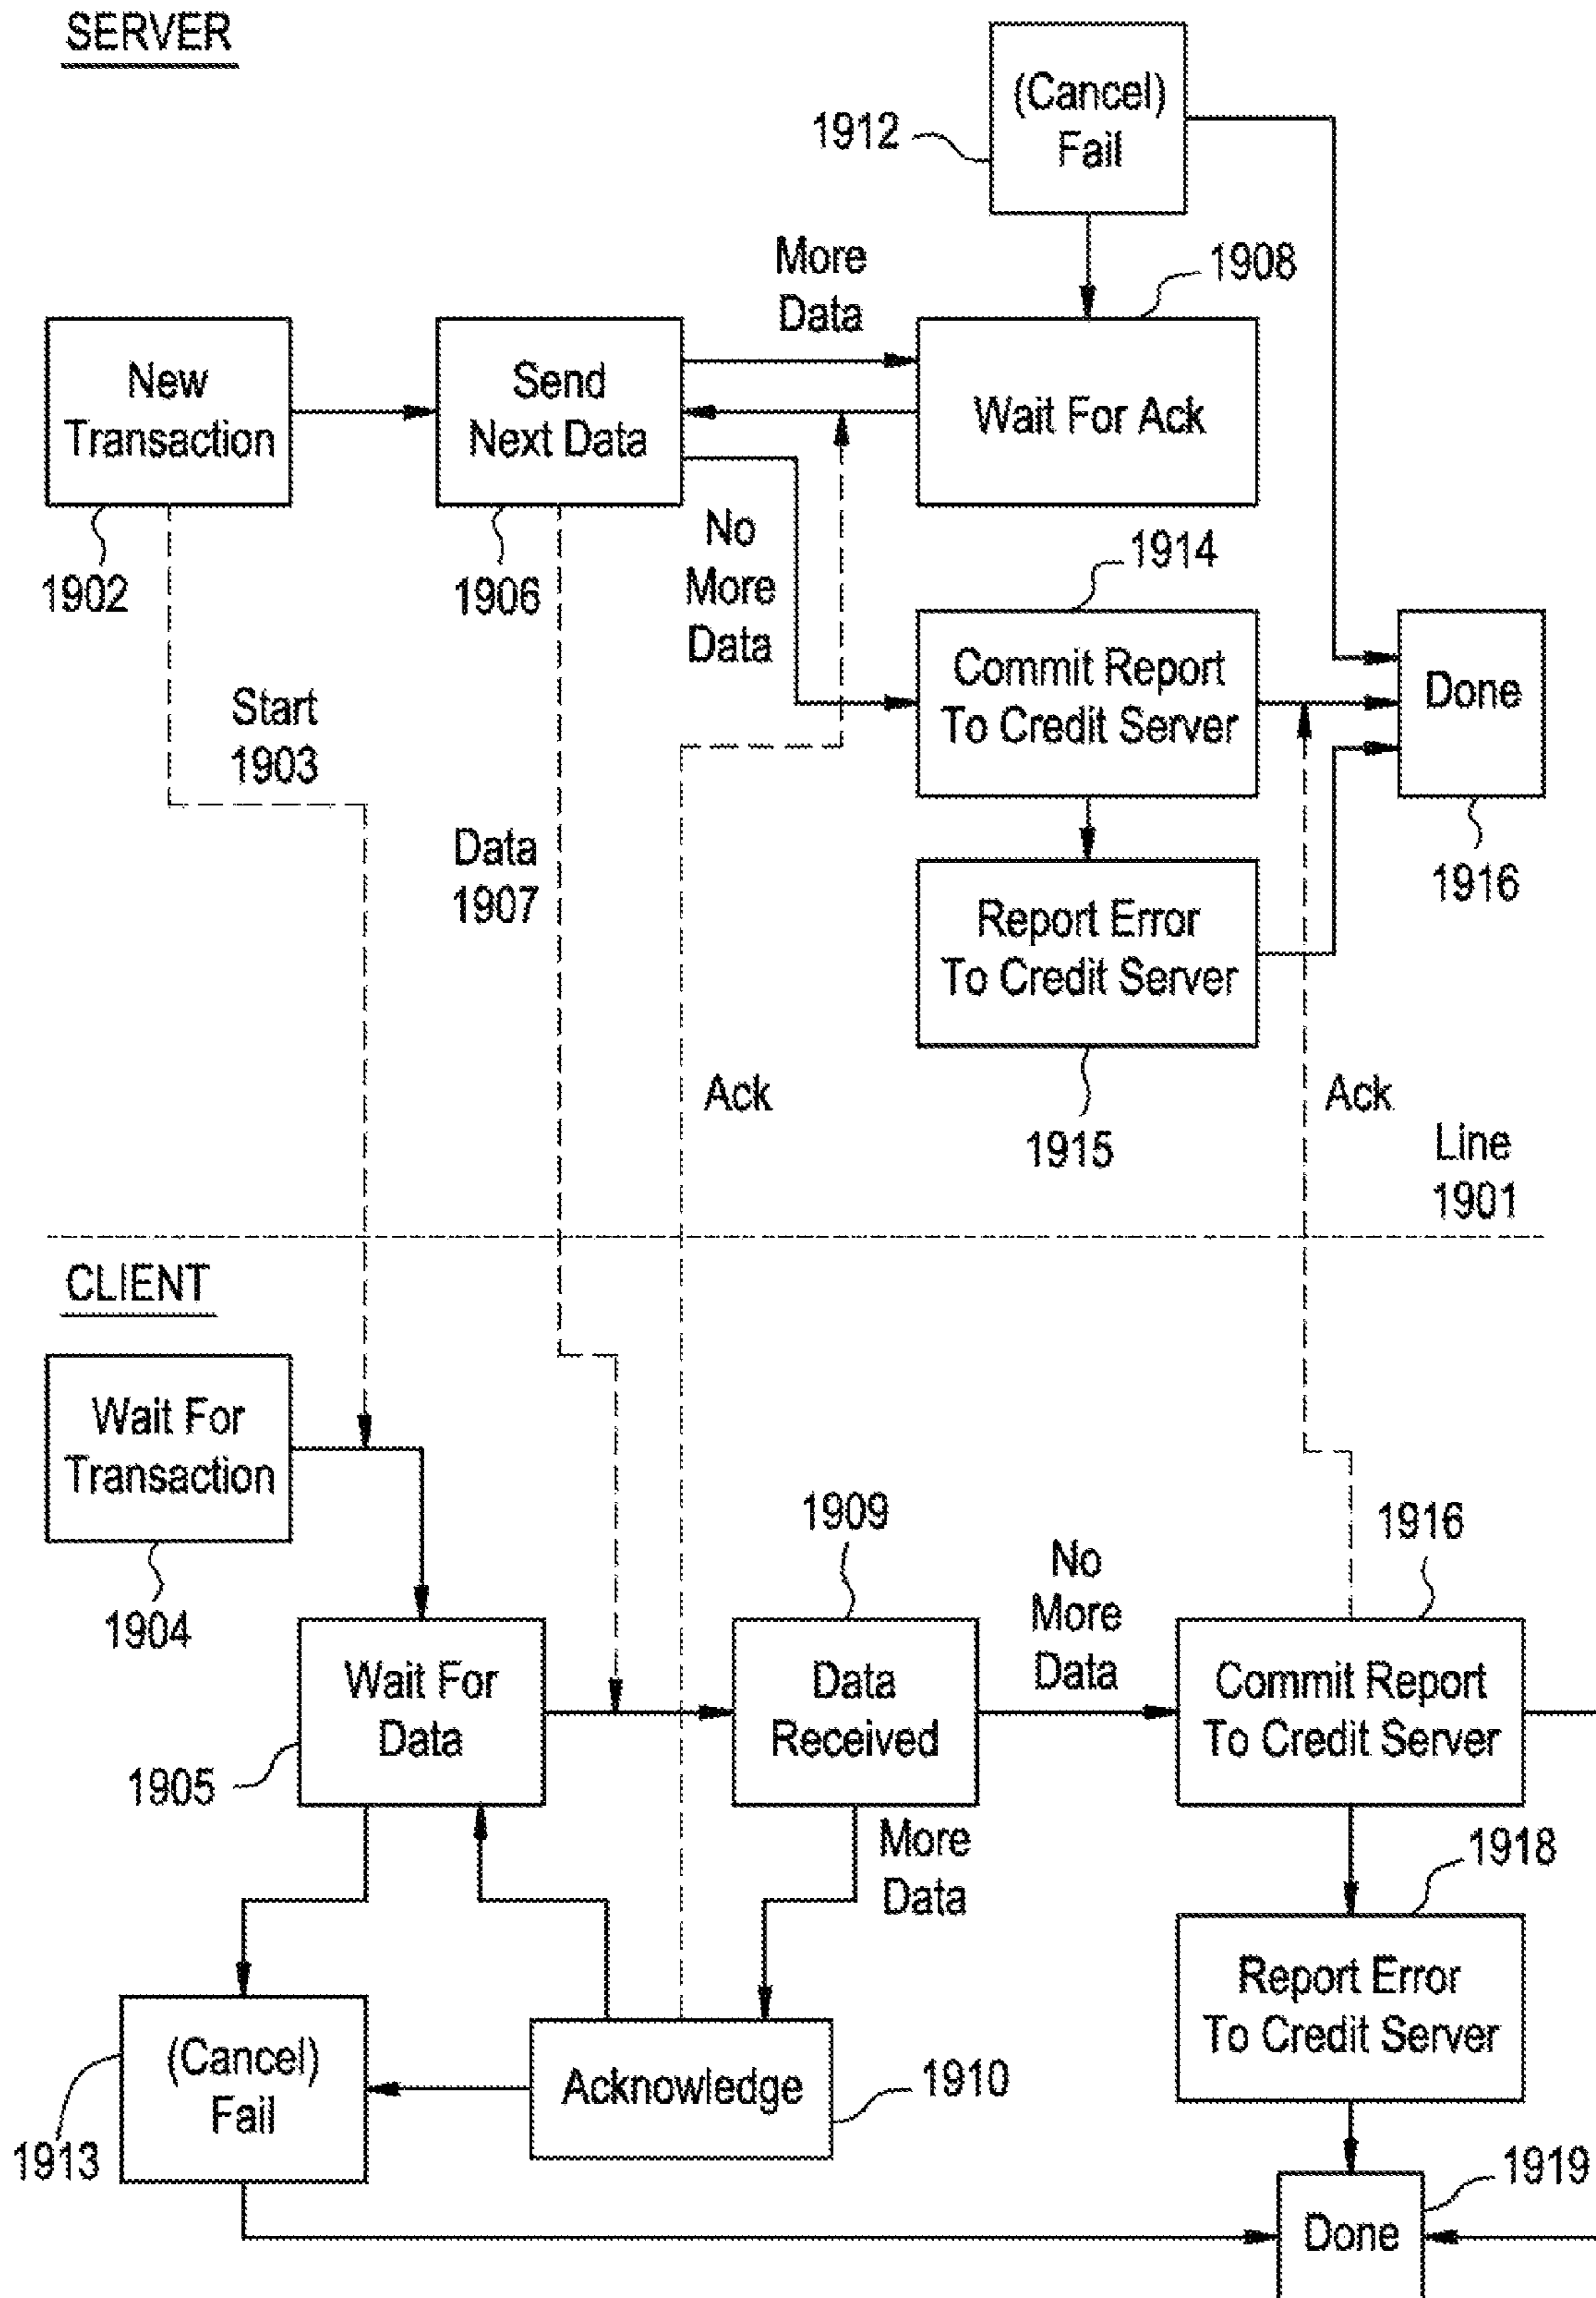 SERVER
(Cancel)
Fail
1912
More
Data
1908
New
Transaction
Send
Next Data
Wait For Ack
1902
1906
No
More
Data
1914
Commit Report
To Credit Server
Done
Start
1903
Data
1907
1916
Report Error
To Credit Server
Ack
Ack
1915
Line
1901
CLIENT
Wait For
Transaction
1904
1909
No
More
Data
1916
Wait For
Data
Data
Received
Commit Report
To Credit Server
1905
More
Data
1918
Report Error
To Credit Server
(Cancel)
Fail
Acknowledge
1910
1913
1919
Done